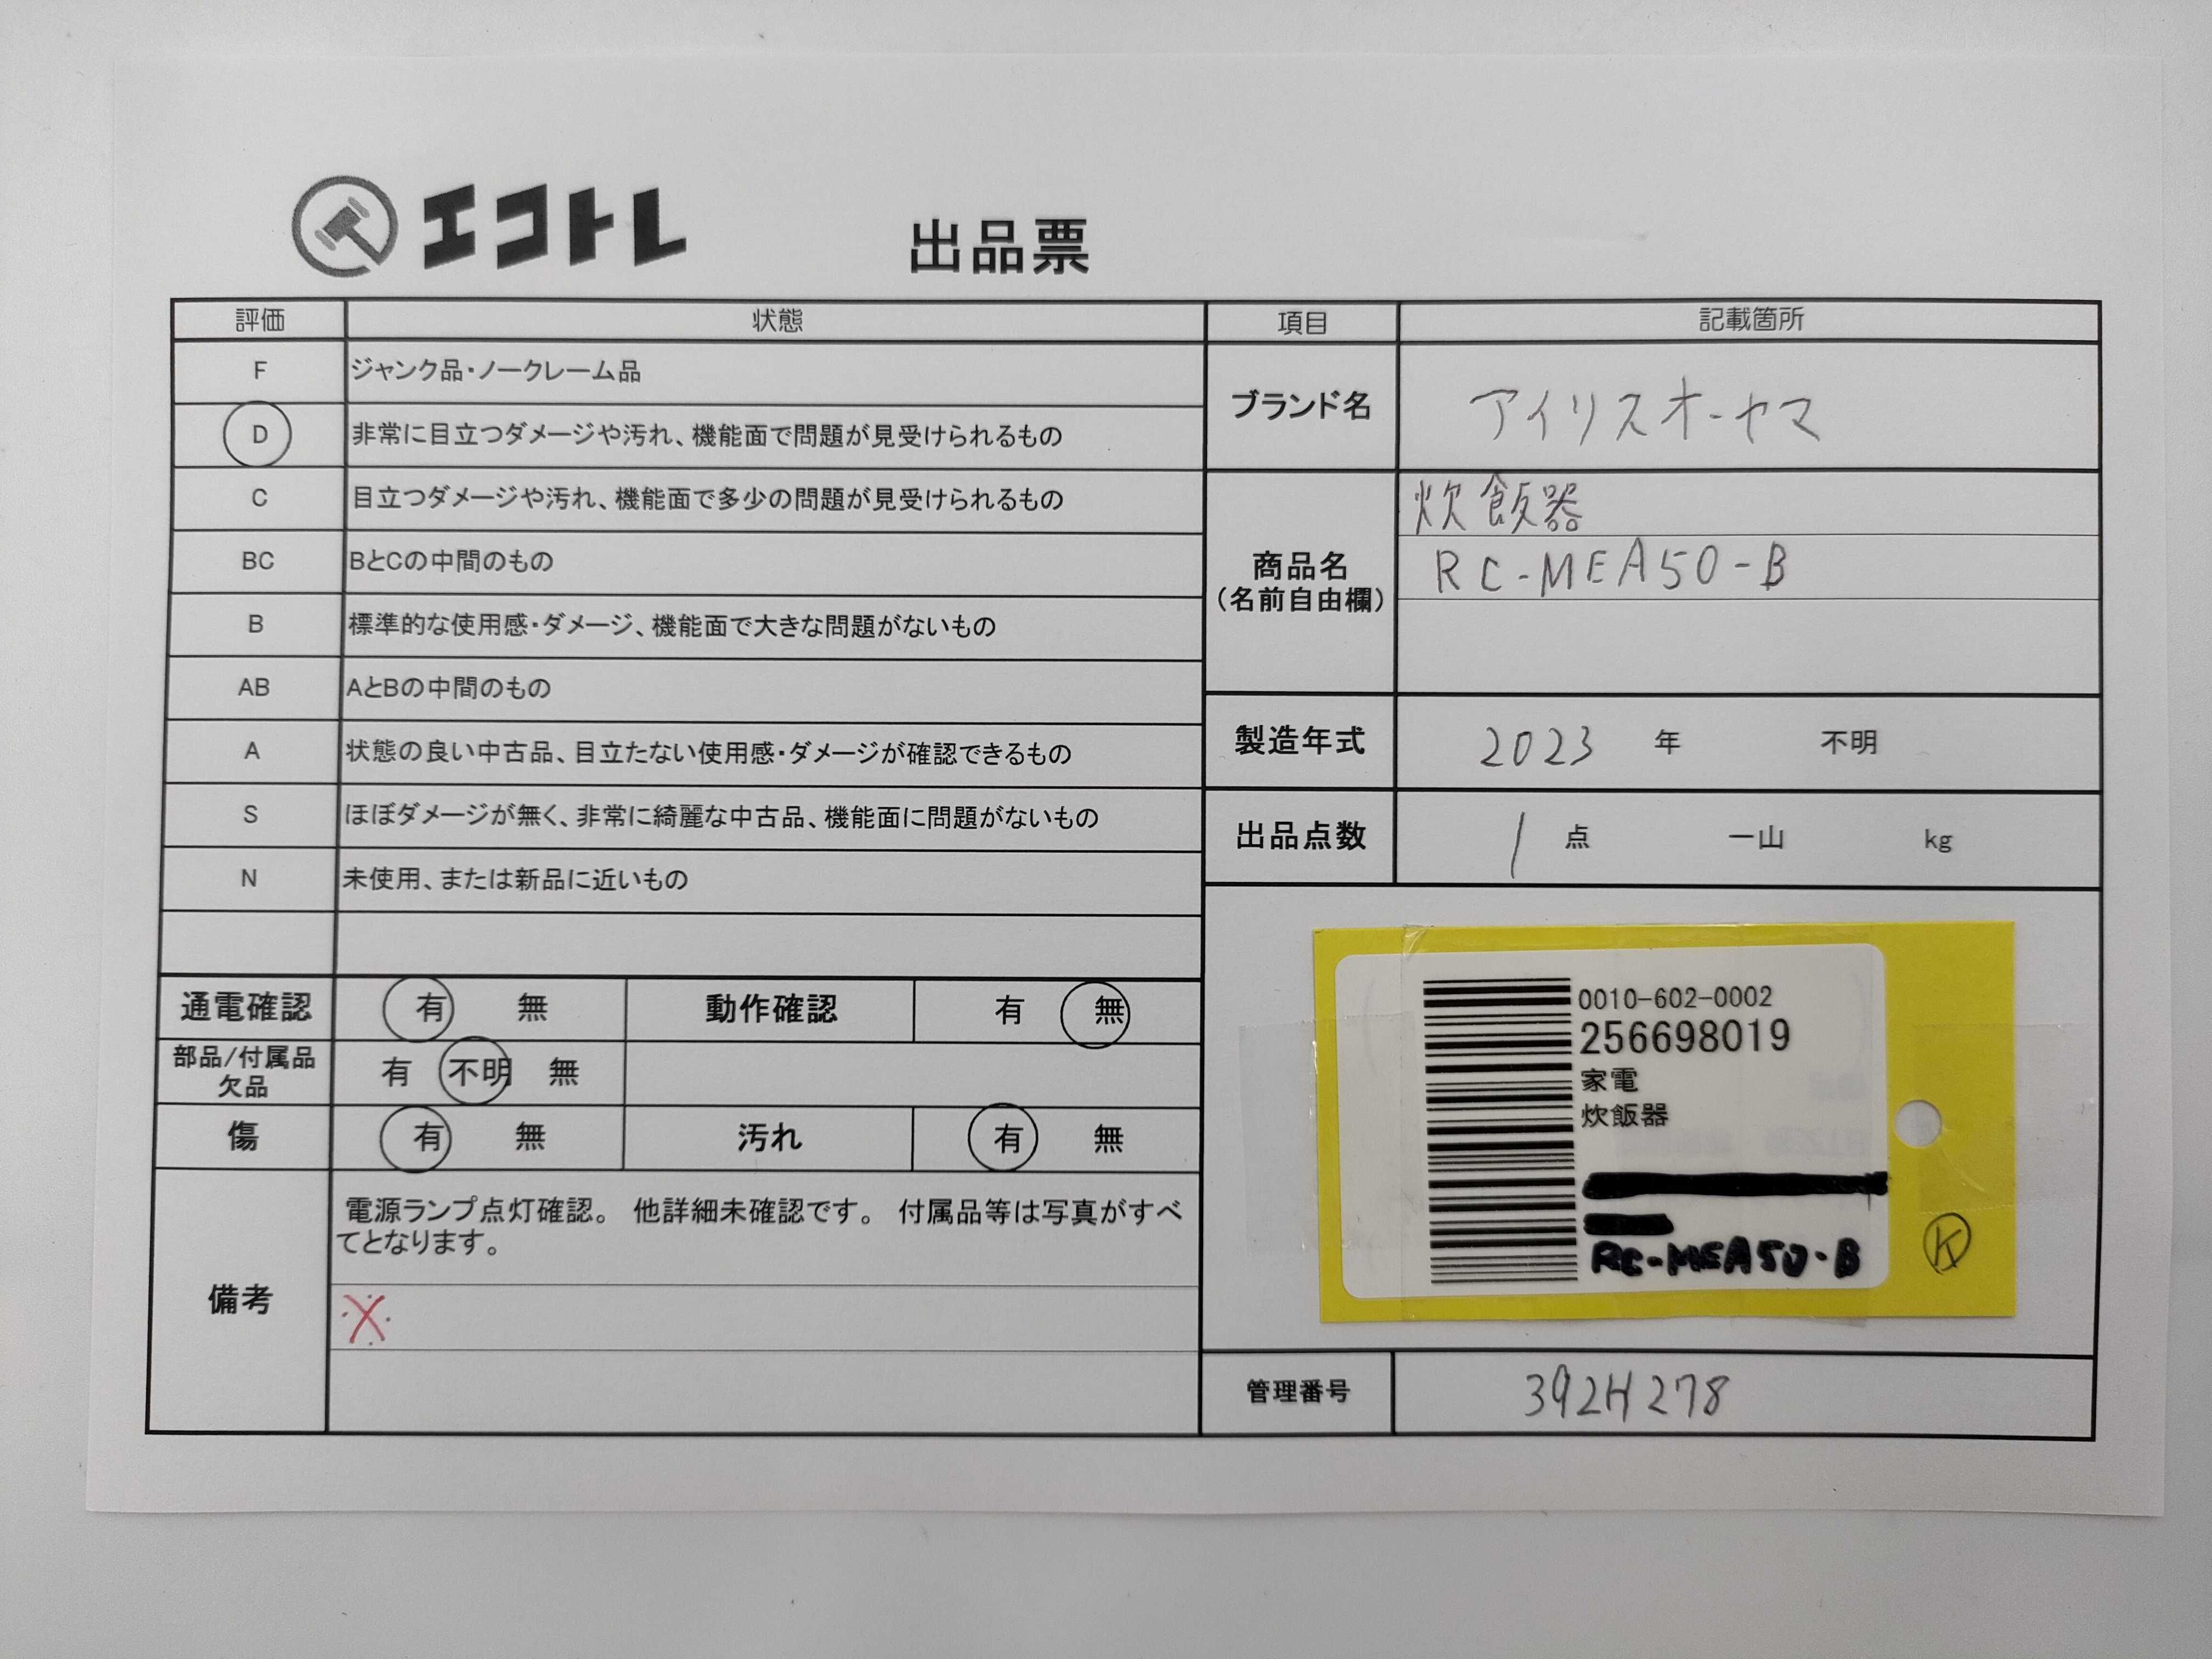 エコトレ
出品票
評価 状態
F ジャンク品・ノークレーム品
D 非常に目立つダメージや汚れ、機能面で問題が見受けられるもの
C 目立つダメージや汚れ、機能面で多少の問題が見受けられるもの
BC BとCの中間のもの
B 標準的な使用感・ダメージ、機能面で大きな問題がないもの
AB AとBの中間のもの
A 状態の良い中古品、目立たない使用感・ダメージが確認できるもの
S ほぼダメージが無く、非常に綺麗な中古品、機能面に問題がないもの
N 未使用、または新品に近いもの
通電確認 有 無 動作確認 有 無
部品/付属品
欠品
有 不明 無
傷 有 無 汚れ 有 無
備考
電源ランプ点灯確認。 他詳細未確認です。 付属品等は写真がすべ
てとなります。
※
項目 記載箇所
ブランド名 アイリスオーヤマ
商品名
(名前自由欄)
炊飯器
RC-MEA50-B
製造年式 2023 年 不明
出品点数 1 点 一山 kg
0010-602-0002
256698019
家電
炊飯器
RC-MEA50-B
K
管理番号 392H278